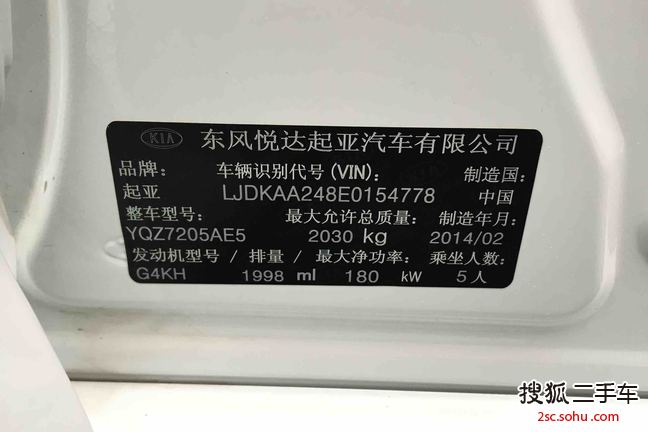 KIA 东风悦达起亚汽车有限公司
品牌: 车辆识别代号(VIN): 制造国:
起亚 LJDKAA248E0154778 中国
整车型号: 最大允许总质量: 制造年月:
YQZ7205AE5 2030 kg 2014/02
发动机型号 / 排量 / 最大净功率: 乘坐人数:
G4KH 1998 ml 180 kW 5人
搜狐二手车
2sc.sohu.com